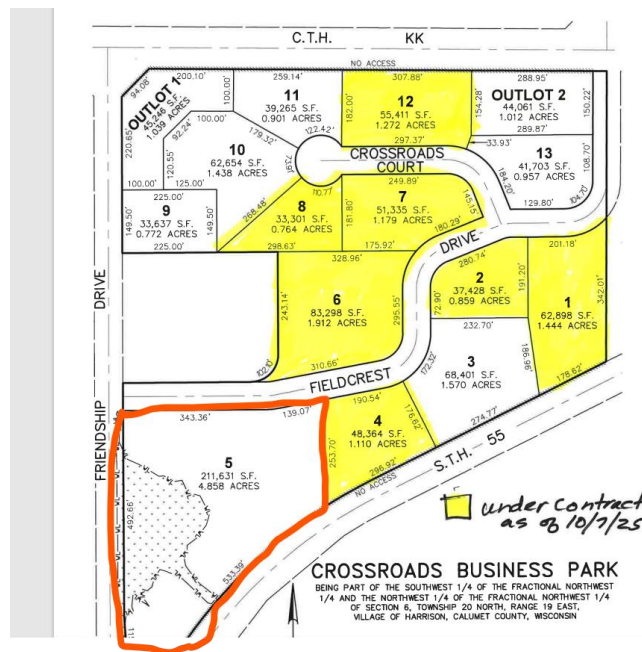 C.T.H. KK
NO ACCESS
94.08'
200.10'
259.14'
307.88'
288.95'
OUTLOT 1
45,246 S.F.
1.039 ACRES
100.00'
11
39,265 S.F.
0.901 ACRES
182.00'
12
55,411 S.F.
1.272 ACRES
154.28'
OUTLOT 2
44,061 S.F.
1.012 ACRES
150.22'
220.65'
92.24'
100.00'
179.32'
122.42'
297.37'
289.87'
33.93'
120.55'
10
62,654 S.F.
1.438 ACRES
73.91'
CROSSROADS
COURT
13
41,703 S.F.
0.957 ACRES
108.70'
100.00'
125.00'
110.77'
249.89'
184.20'
129.80'
104.70'
225.00'
149.50'
9
33,637 S.F.
0.772 ACRES
149.50'
225.00'
268.48'
8
33,301 S.F.
0.764 ACRES
298.63'
181.80'
7
51,335 S.F.
1.179 ACRES
145.15'
175.92'
180.29'
DRIVE
328.96'
280.74'
201.18'
243.14'
6
83,298 S.F.
1.912 ACRES
295.55'
72.90'
2
37,428 S.F.
0.859 ACRES
191.20'
1
62,898 S.F.
1.444 ACRES
342.01'
232.70'
102.10'
310.66'
172.32'
3
68,401 S.F.
1.570 ACRES
186.96'
178.62'
FIELDCREST
FRIENDSHIP DRIVE
343.36'
139.07'
190.54'
4
48,364 S.F.
1.110 ACRES
176.62'
274.77'
253.70'
296.92'
NO ACCESS
S.T.H. 55
5
211,631 S.F.
4.858 ACRES
492.66'
533.39'
under contract
as of 10/7/25
CROSSROADS BUSINESS PARK
BEING PART OF THE SOUTHWEST 1/4 OF THE FRACTIONAL NORTHWEST
1/4 AND THE NORTHWEST 1/4 OF THE FRACTIONAL NORTHWEST 1/4
OF SECTION 6, TOWNSHIP 20 NORTH, RANGE 19 EAST,
VILLAGE OF HARRISON, CALUMET COUNTY, WISCONSIN